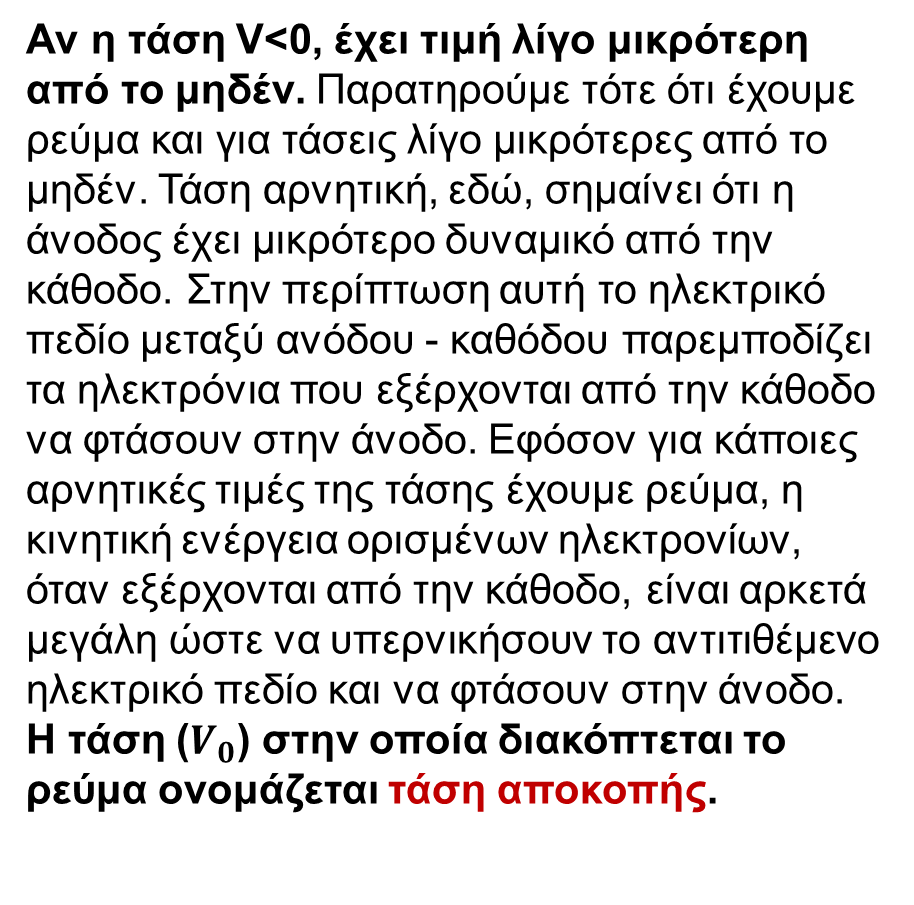 Αν η τάση V<0, έχει τιμή λίγο μικρότερη
από το μηδέν. Παρατηρούμε τότε ότι έχουμε
ρεύμα και για τάσεις λίγο μικρότερες από το
μηδέν. Τάση αρνητική, εδώ, σημαίνει ότι η
άνοδος έχει μικρότερο δυναμικό από την
κάθοδο. Στην περίπτωση αυτή το ηλεκτρικό
πεδίο μεταξύ ανόδου - καθόδου παρεμποδίζει
τα ηλεκτρόνια που εξέρχονται από την κάθοδο
να φτάσουν στην άνοδο. Εφόσον για κάποιες
αρνητικές τιμές της τάσης έχουμε ρεύμα, η
κινητική ενέργεια ορισμένων ηλεκτρονίων,
όταν εξέρχονται από την κάθοδο, είναι αρκετά
μεγάλη ώστε να υπερνικήσουν το αντιτιθέμενο
ηλεκτρικό πεδίο και να φτάσουν στην άνοδο.
Η τάση (𝑽₀) στην οποία διακόπτεται το
ρεύμα ονομάζεται τάση αποκοπής.